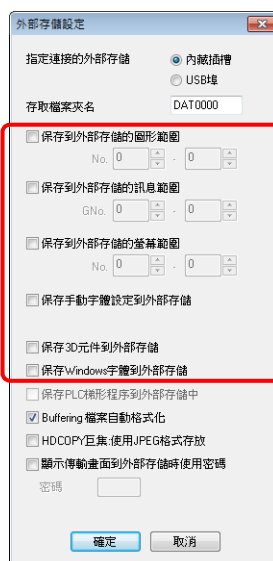 外部存儲設定
指定連接的外部存儲 內藏插槽
USB埠
存取檔案夾名 DAT0000
保存到外部存儲的圖形範圍
No. 0 - 0
保存到外部存儲的訊息範圍
GNo. 0 - 0
保存到外部存儲的螢幕範圍
No. 0 - 0
保存手動字體設定到外部存儲
保存3D元件到外部存儲
保存Windows字體到外部存儲
保存PLC梯形程序到外部存儲中
Buffering 檔案自動格式化
HDCOPY巨集:使用JPEG格式存放
顯示傳輸畫面到外部存儲時使用密碼
密碼
確定 取消